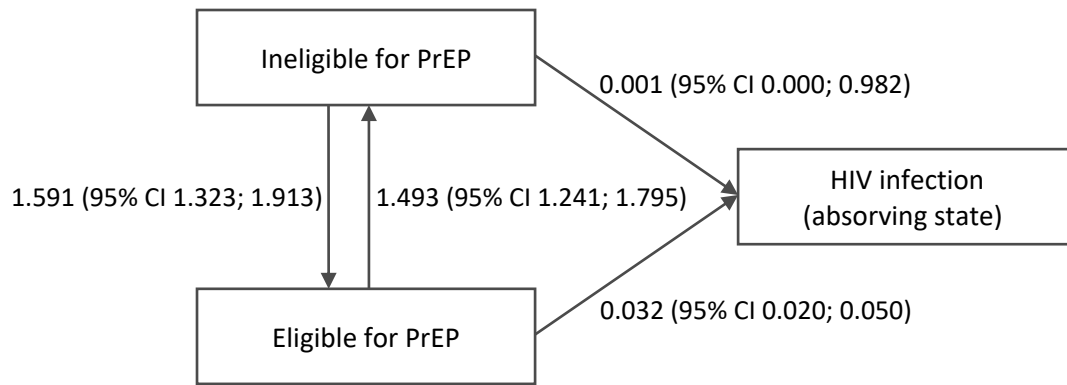 Ineligible for PrEP
0.001 (95% CI 0.000; 0.982)
HIV infection
(absorving state)
1.591 (95% CI 1.323; 1.913)
1.493 (95% CI 1.241; 1.795)
Eligible for PrEP
0.032 (95% CI 0.020; 0.050)